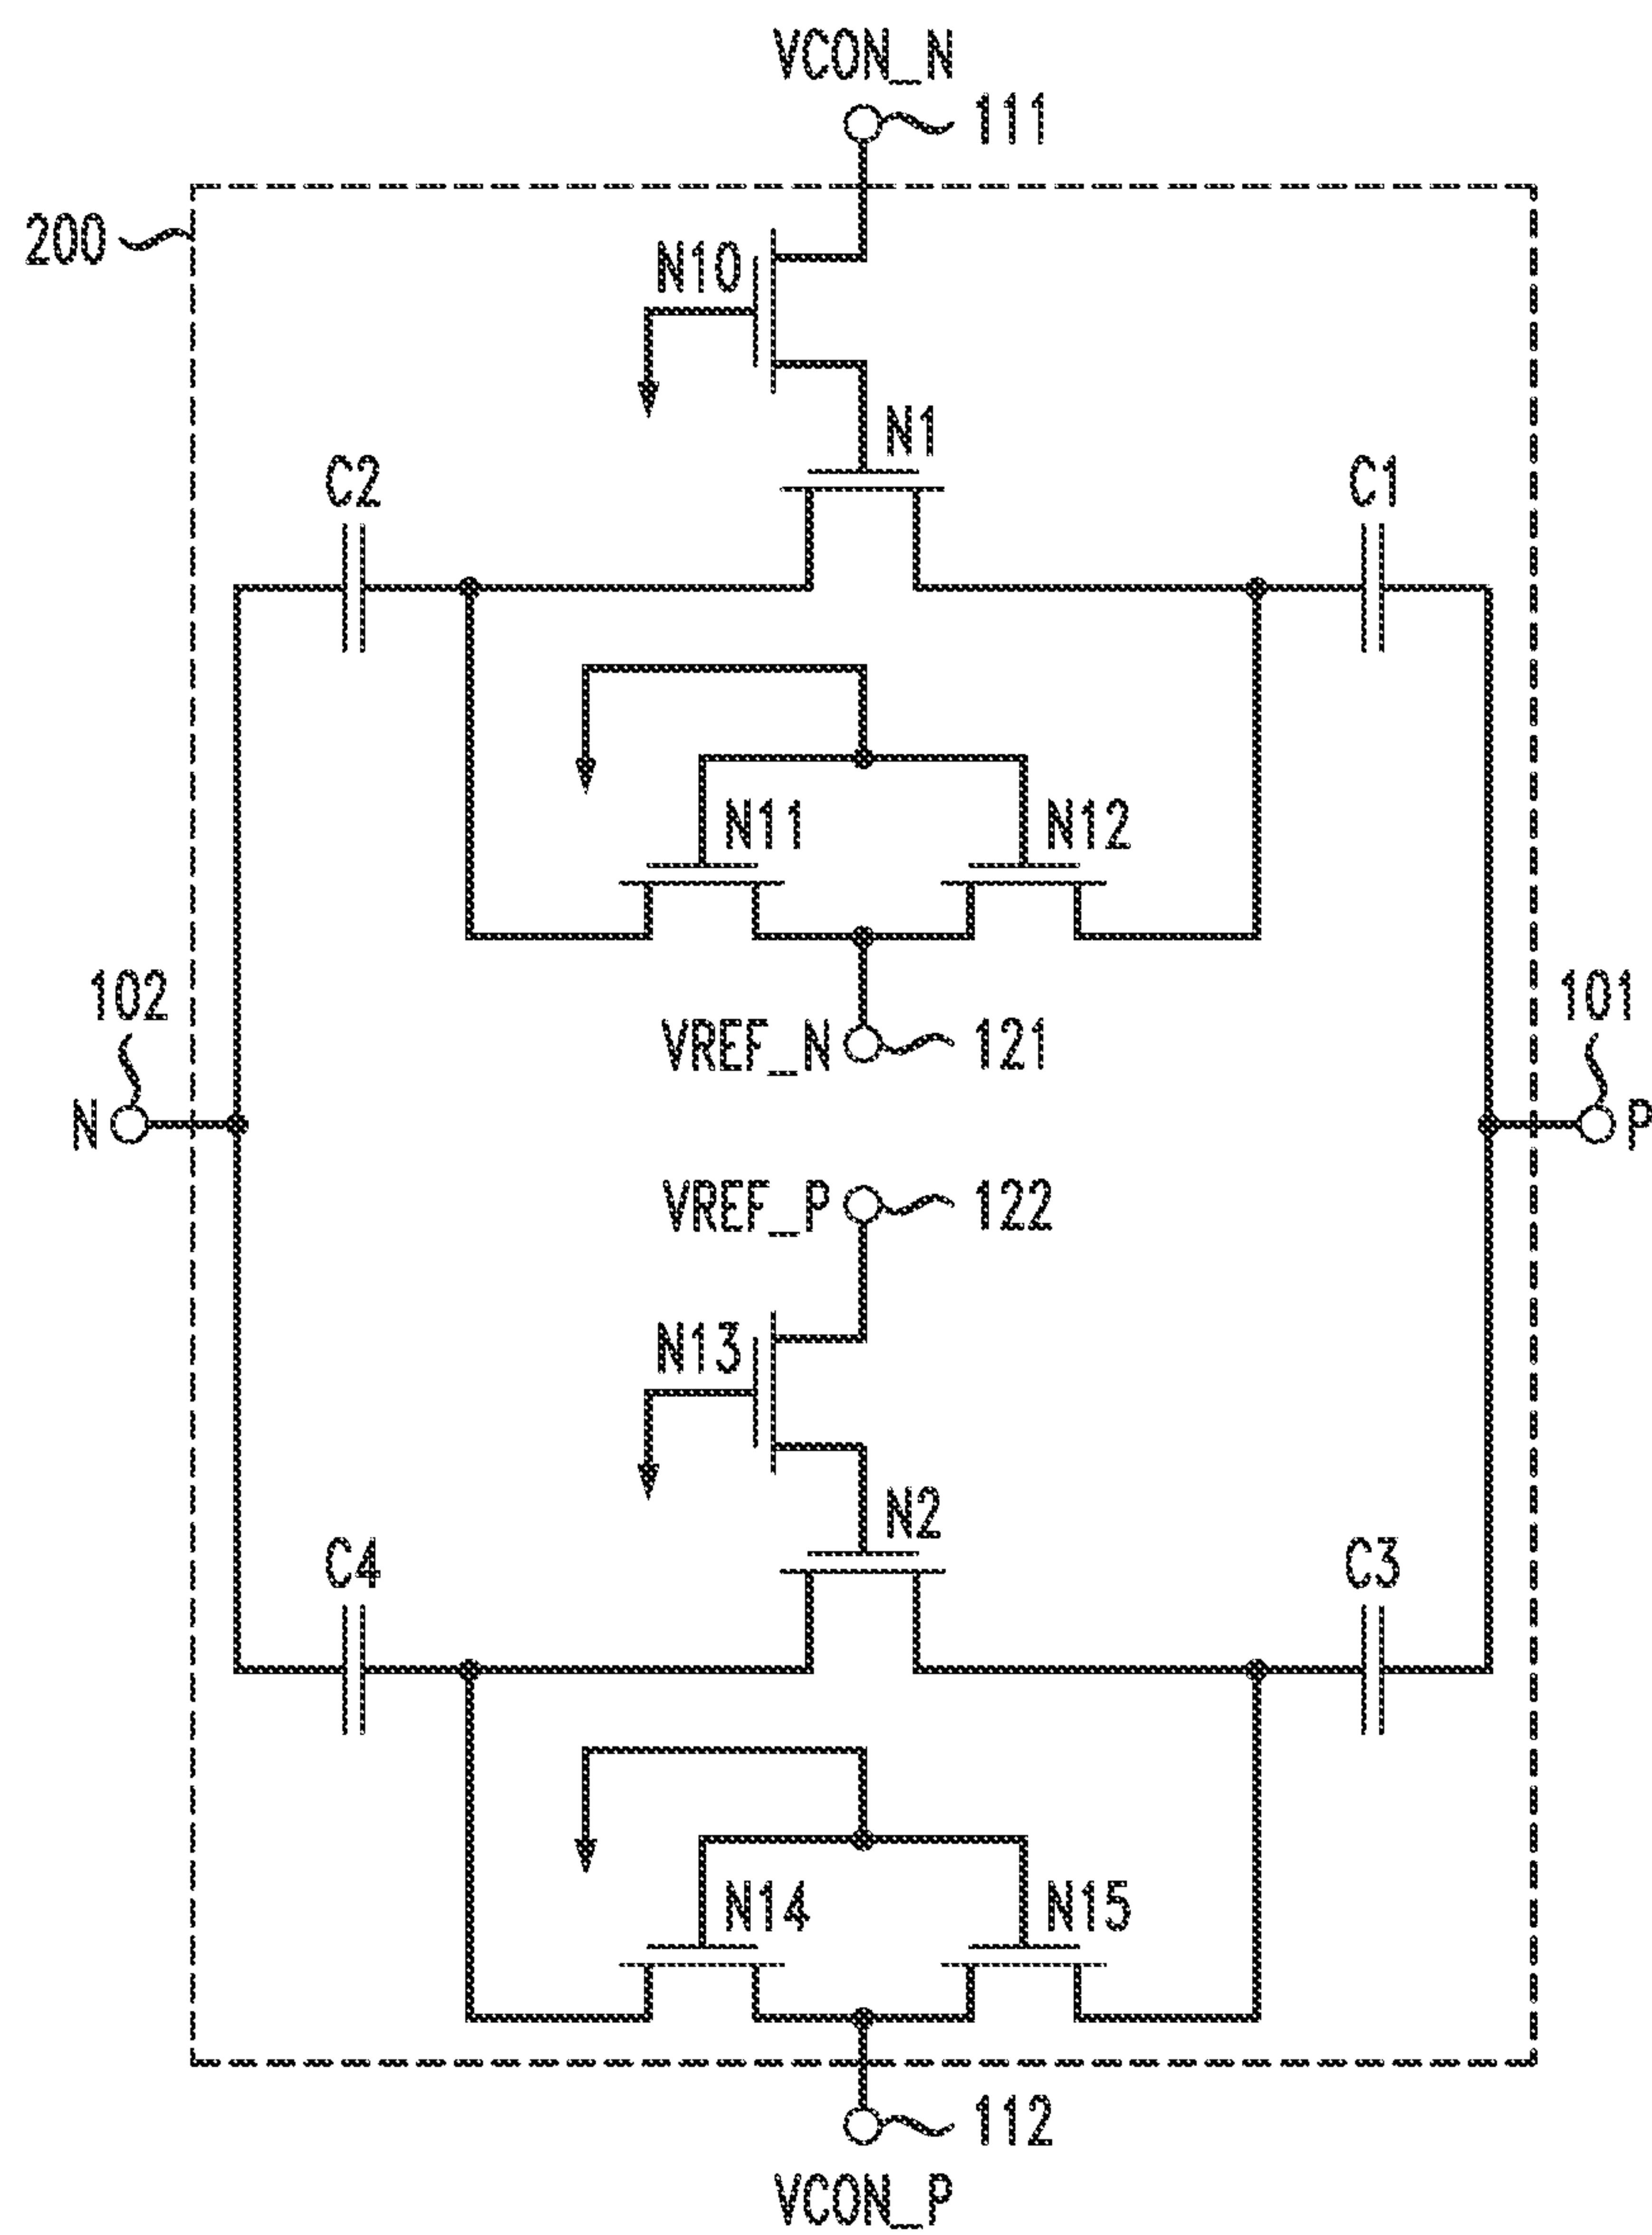 VCON_N
111
200
N10
N1
C2
C1
N11
N12
102
101
VREF_N
121
N
P
VREF_P
122
N13
N2
C4
C3
N14
N15
112
VCON_P